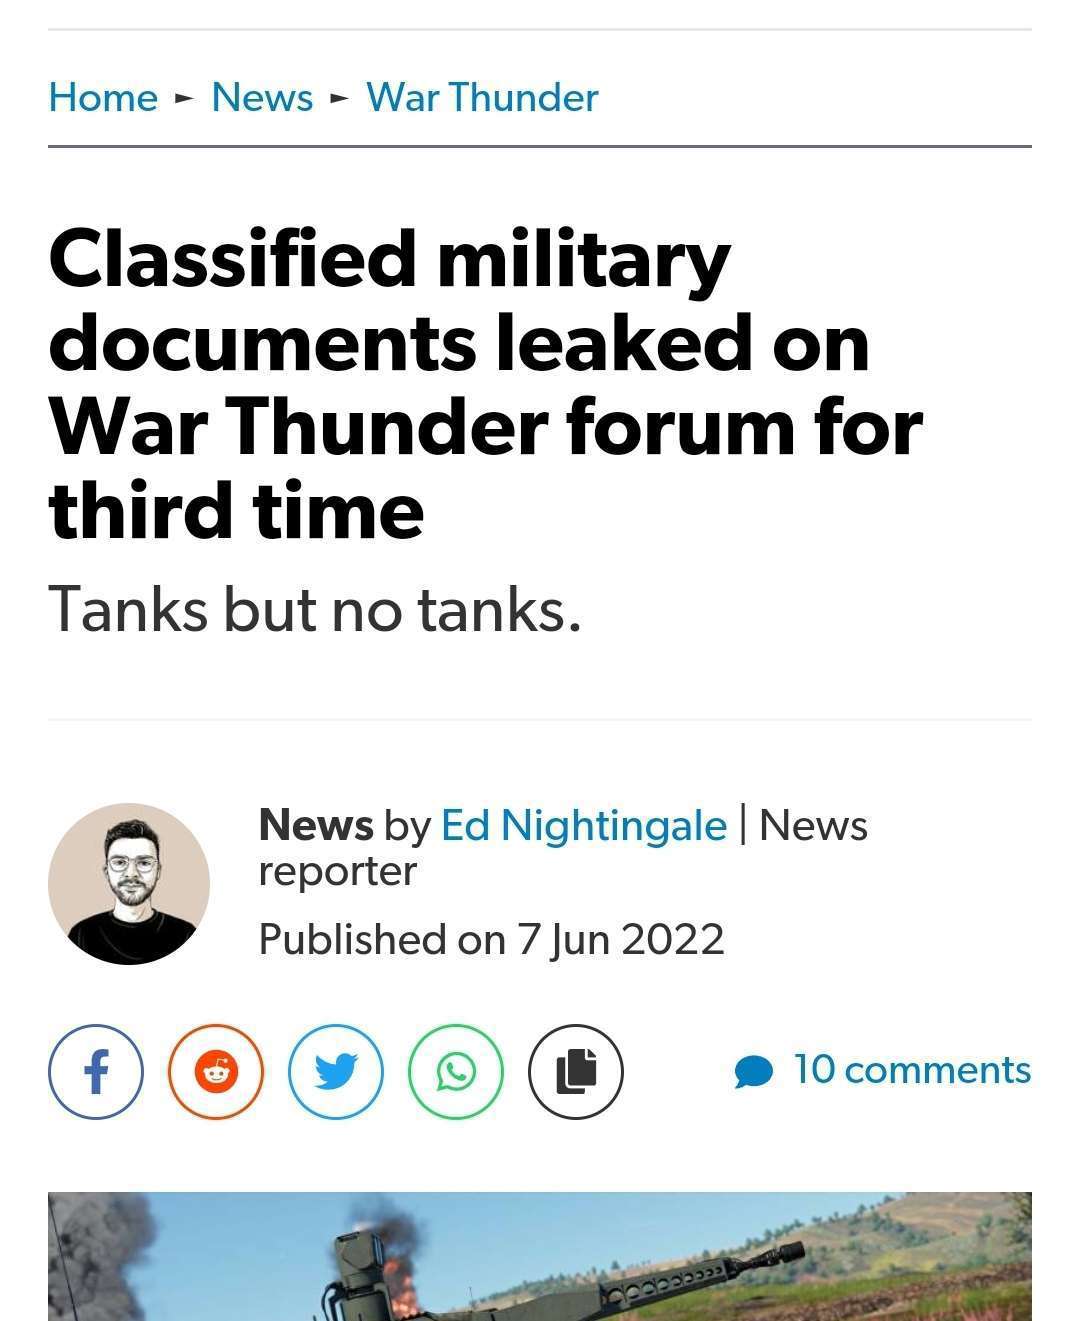 Home ► News ► War Thunder
Classified military
documents leaked on
War Thunder forum for
third time
Tanks but no tanks.
News by Ed Nightingale | News
reporter
Published on 7 Jun 2022
10 comments